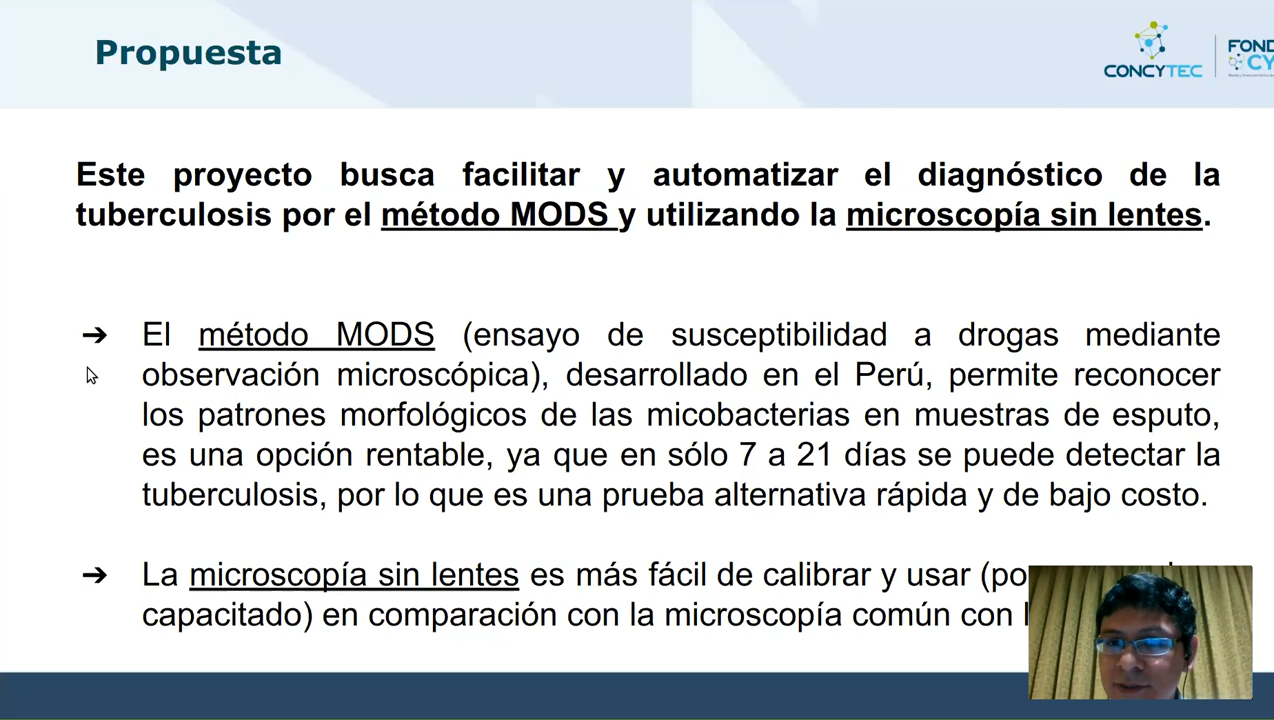 Propuesta
CONCYTEC
FOND
CY
Este proyecto busca facilitar y automatizar el diagnóstico de la
tuberculosis por el método MODS y utilizando la microscopía sin lentes.
➔ El método MODS (ensayo de susceptibilidad a drogas mediante
observación microscópica), desarrollado en el Perú, permite reconocer
los patrones morfológicos de las micobacterias en muestras de esputo,
es una opción rentable, ya que en sólo 7 a 21 días se puede detectar la
tuberculosis, por lo que es una prueba alternativa rápida y de bajo costo.
➔ La microscopía sin lentes es más fácil de calibrar y usar (po
capacitado) en comparación con la microscopía común con